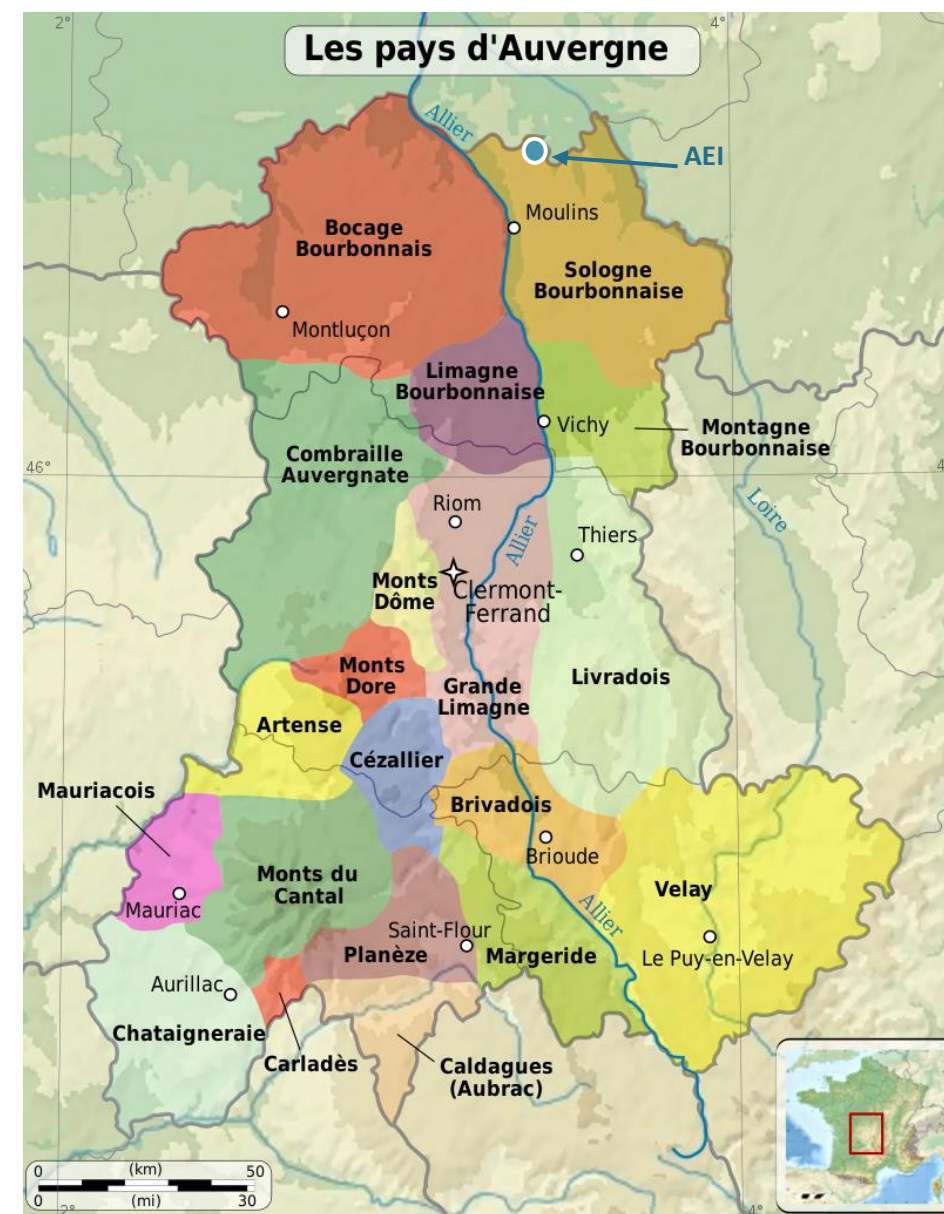 2°
4°
Les pays d'Auvergne
Allier
AEI
Moulins
Bocage
Bourbonnais
Sologne
Bourbonnaise
Montluçon
Limagne
Bourbonnaise
Vichy
Montagne
Bourbonnaise
Combraille
Auvergnate
46°
4
Riom
Loire
Allier
Thiers
Monts
Dôme
Clermont-
Ferrand
Monts
Dore
Grande
Limagne
Livradois
Artense
Cézallier
Mauriacois
Brivadois
Brioude
Monts du
Cantal
Velay
Mauriac
Allier
Saint-Flour
Planèze
Margeride
Le Puy-en-Velay
Aurillac
Chataigneraie
Carladès
Caldagues
(Aubrac)
0 (km) 50
0 (mi) 30
2°
4°